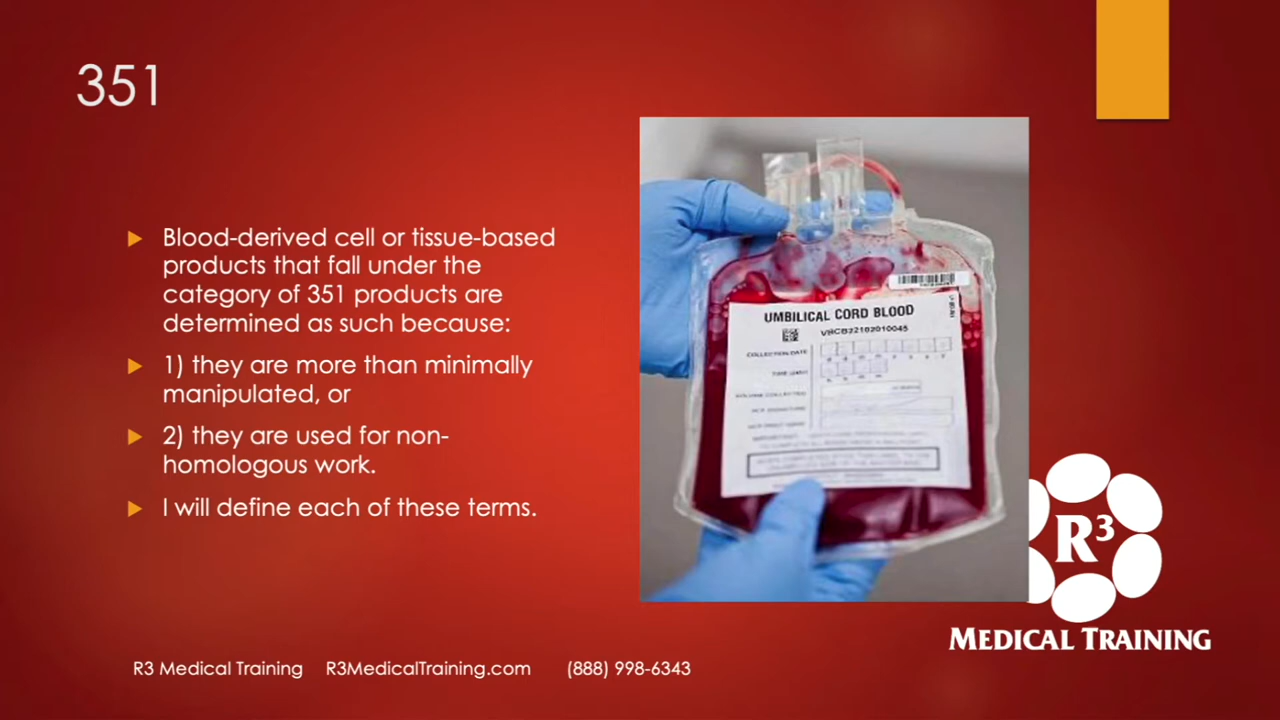 351
Blood-derived cell or tissue-based
products that fall under the
category of 351 products are
determined as such because:
1) they are more than minimally
manipulated, or
2) they are used for non-
homologous work.
I will define each of these terms.
UMBILICAL CORD BLOOD
COLLECTION DATE
R3
MEDICAL TRAINING
R3 Medical Training R3MedicalTraining.com (888) 998-6343